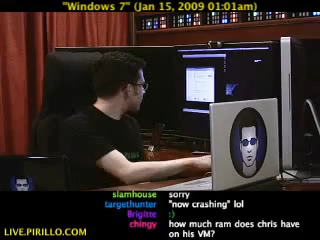 "Windows 7" (Jan 15, 2009 01:01am)
slamhouse sorry
targethunter "now crashing" lol
Brigitte :)
chingy how much ram does chris have
on his VM?
LIVE.PIRILLO.COM